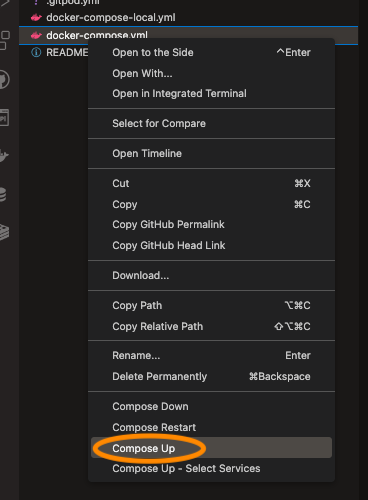 .gitpod.yml
docker-compose-local.yml
docker-compose.yml
README
Open to the Side ^Enter
Open With...
Open in Integrated Terminal
Select for Compare
Open Timeline
Cut ⌘X
Copy ⌘C
Copy GitHub Permalink
Copy GitHub Head Link
Download...
Copy Path ⌥⌘C
Copy Relative Path ⇧⌥⌘C
Rename... Enter
Delete Permanently ⌘Backspace
Compose Down
Compose Restart
Compose Up
Compose Up - Select Services